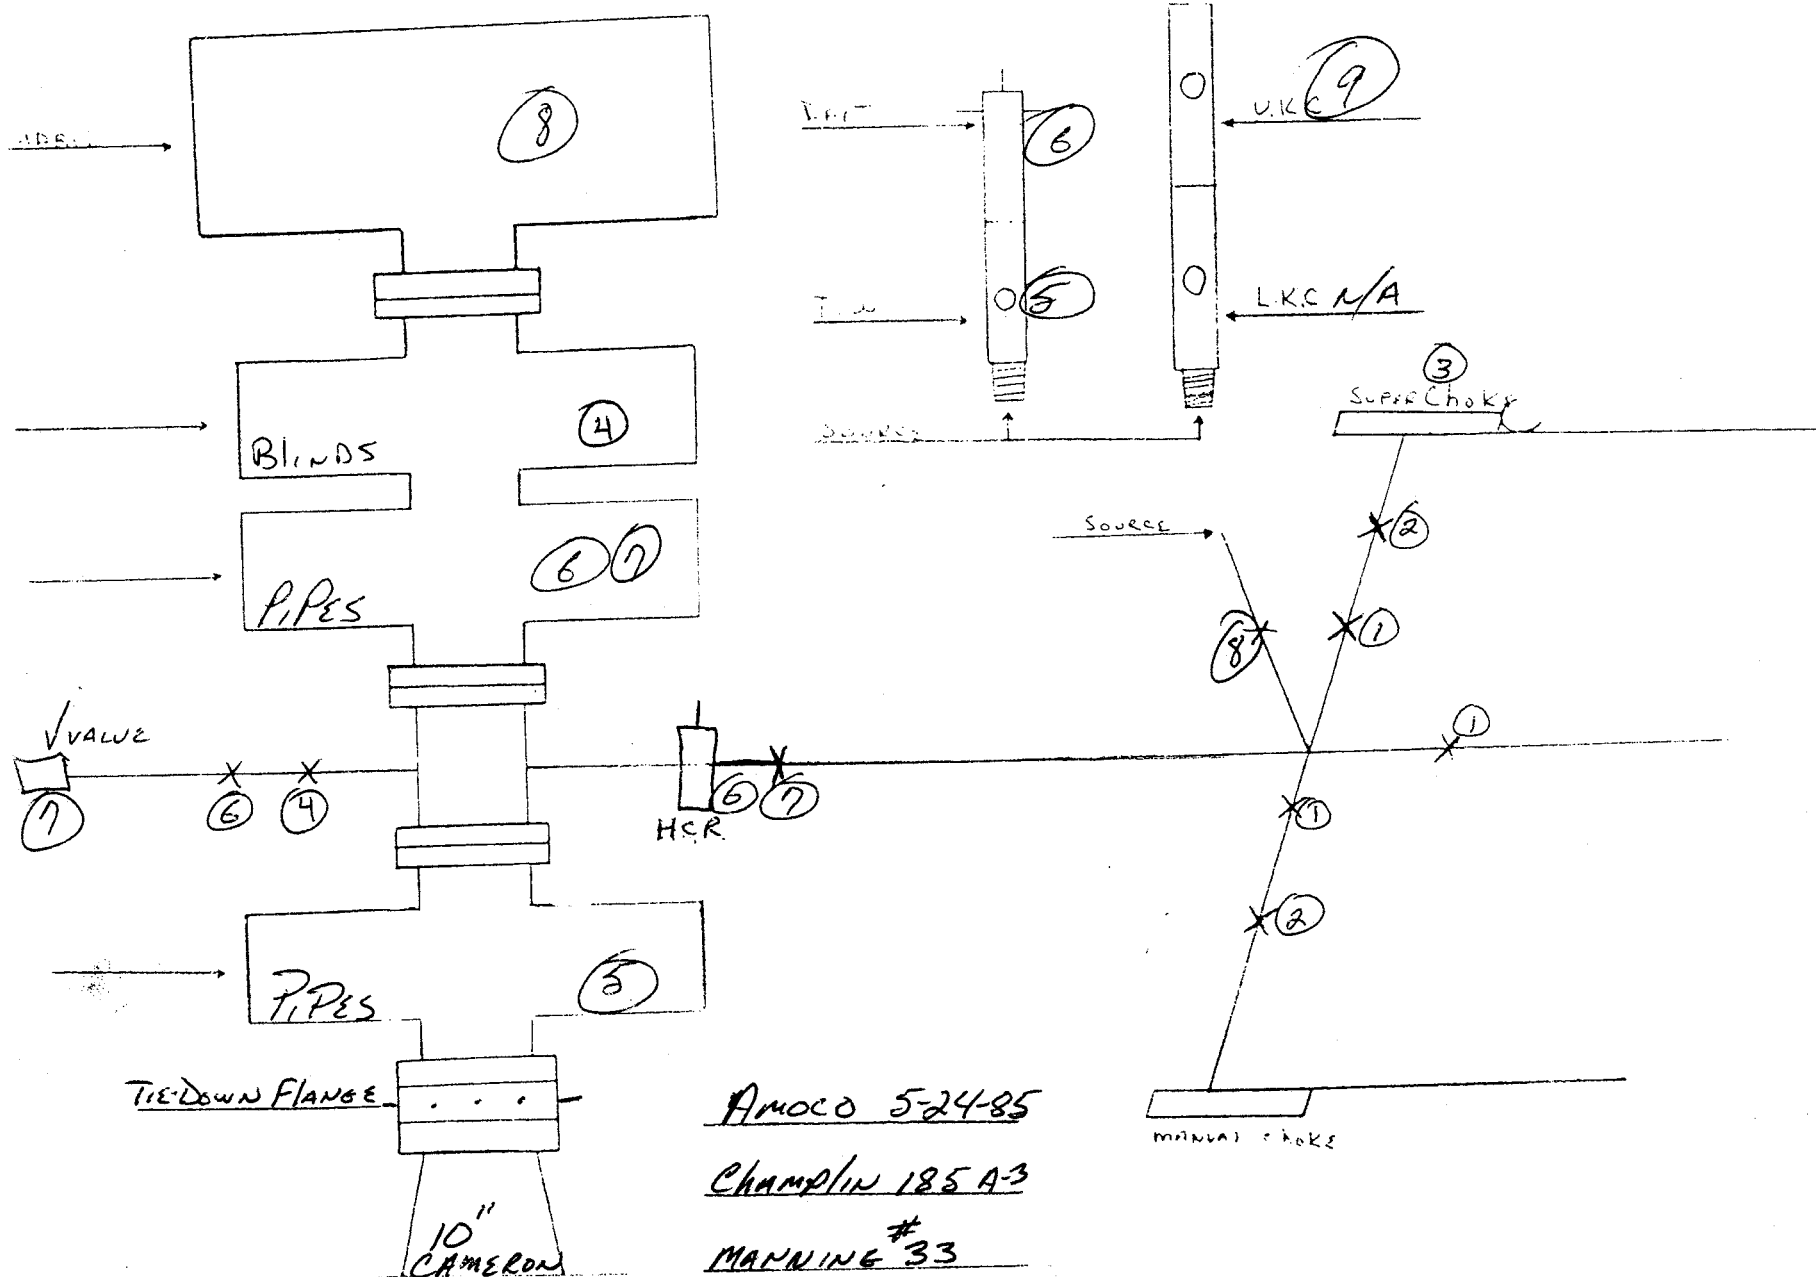 8
6
U.K.C 9
5
L.K.C N/A
3
SUPER CHOKE
SOURCE
4
BLINDS
SOURCE
2
6 7
PIPES
8
1
1
VALUE
7
6
4
6
7
H.C.R.
1
2
5
PIPES
TIE-DOWN FLANGE
AMOCO 5-24-85
MANUAL CHOKE
CHAMPLIN 185 A-3
10"
CAMERON
MANNING #33